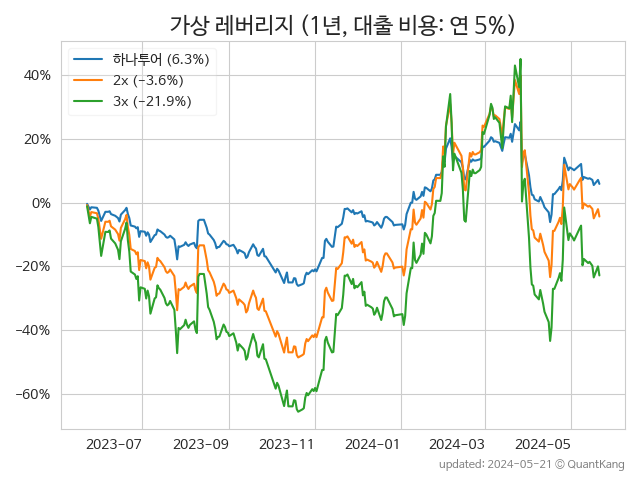 가상 레버리지 (1년, 대출 비용: 연 5%)
하나투어 (6.3%)
2x (−3.6%)
3x (−21.9%)
40%
20%
0%
−20%
−40%
−60%
2023−07 2023−09 2023−11 2024−01 2024−03 2024−05
updated: 2024-05-21 © QuantKang